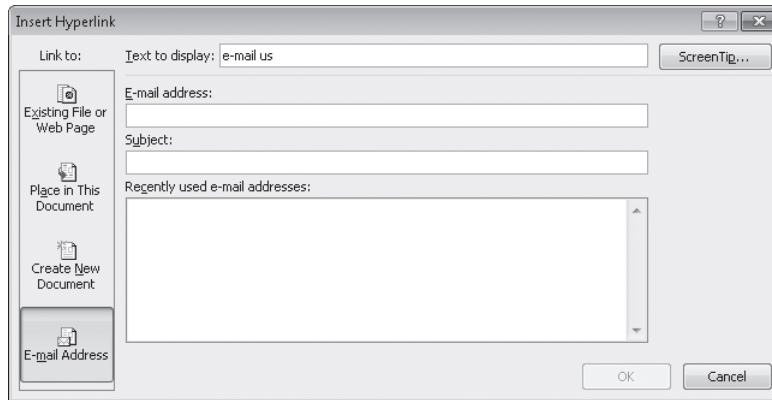 Insert Hyperlink
?
Link to:
Text to display: e-mail us
ScreenTip...
Existing File or
Web Page
Place in This
Document
Create New
Document
E-mail Address
E-mail address:
Subject:
Recently used e-mail addresses:
OK
Cancel